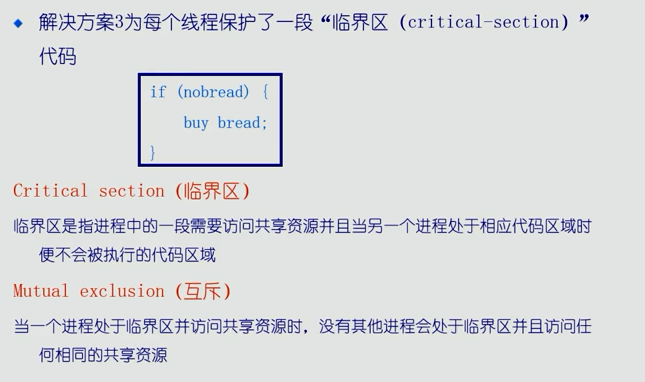 解决方案3为每个线程保护了一段“临界区（critical-section）”
代码
if (nobread) {
buy bread;
}
Critical section (临界区)
临界区是指进程中的一段需要访问共享资源并且当另一个进程处于相应代码区域时
便不会被执行的代码区域
Mutual exclusion (互斥)
当一个进程处于临界区并访问共享资源时，没有其他进程会处于临界区并且访问任
何相同的共享资源